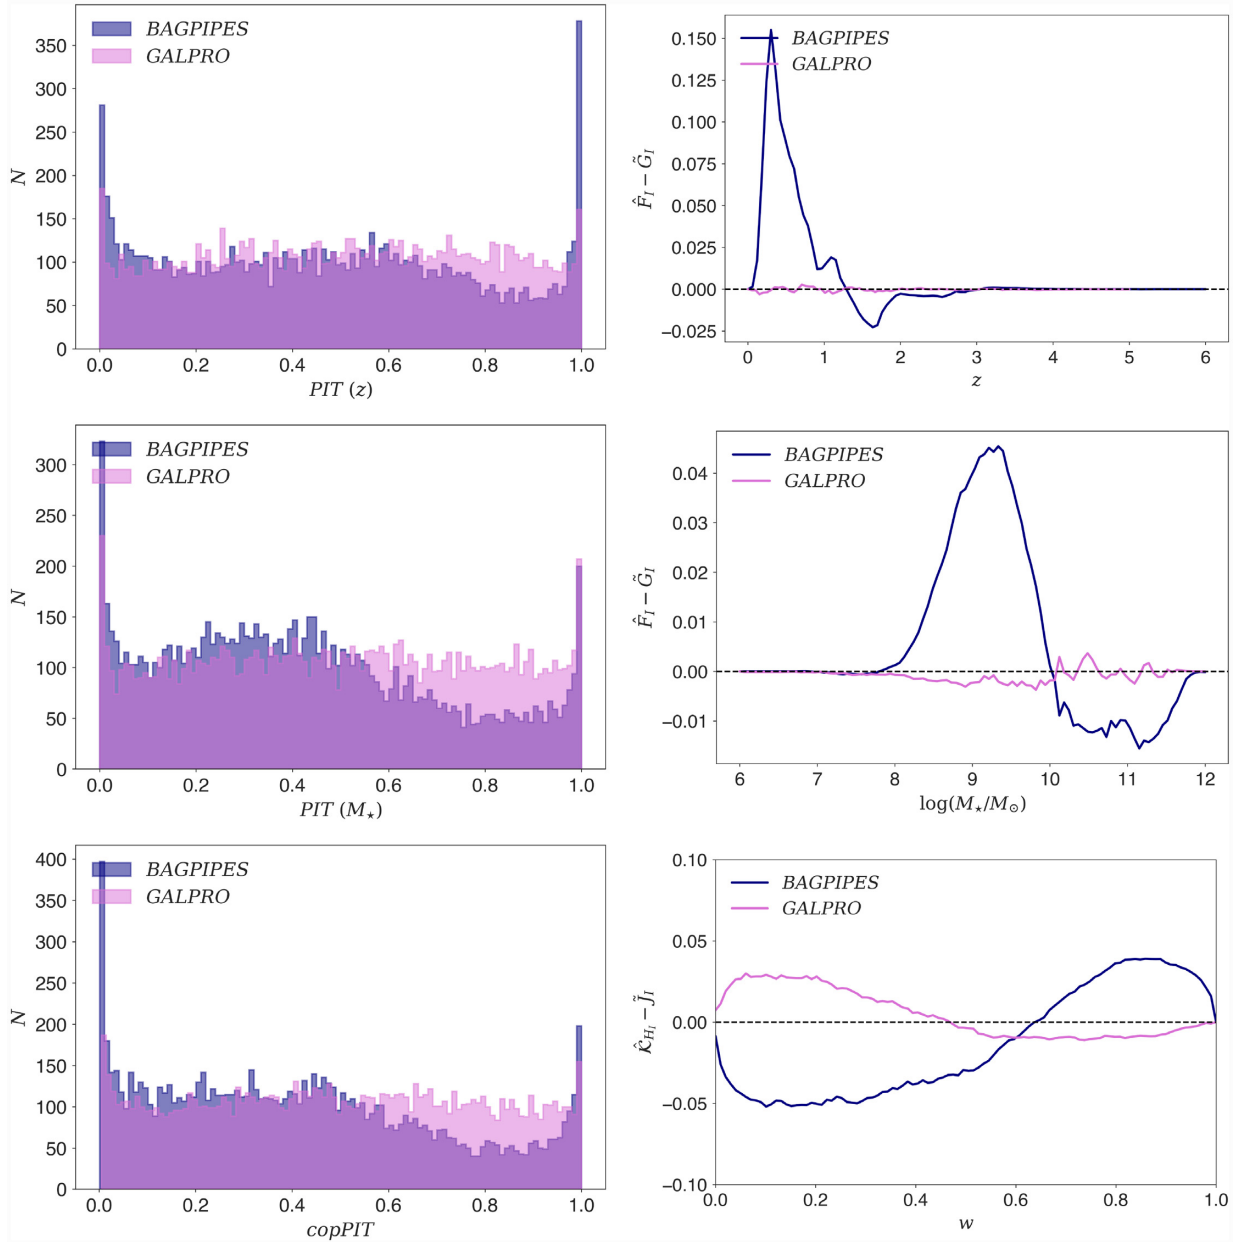 BAGPIPES
GALPRO
350
300
250
200
150
100
50
0
N
0.0 0.2 0.4 0.6 0.8 1.0
PIT (z)
BAGPIPES
GALPRO
0.150
0.125
0.100
0.075
0.050
0.025
0.000
−0.025
F̂_I − G̃_I
0 1 2 3 4 5 6
z
BAGPIPES
GALPRO
300
250
200
150
100
50
0
N
0.0 0.2 0.4 0.6 0.8 1.0
PIT (M⋆)
BAGPIPES
GALPRO
0.04
0.03
0.02
0.01
0.00
−0.01
F̂_I − G̃_I
6 7 8 9 10 11 12
log(M⋆/M⊙)
BAGPIPES
GALPRO
400
350
300
250
200
150
100
50
0
N
0.0 0.2 0.4 0.6 0.8 1.0
copPIT
BAGPIPES
GALPRO
0.10
0.05
0.00
−0.05
−0.10
𝒦̂_{H_I} − J̃_I
0.0 0.2 0.4 0.6 0.8 1.0
w